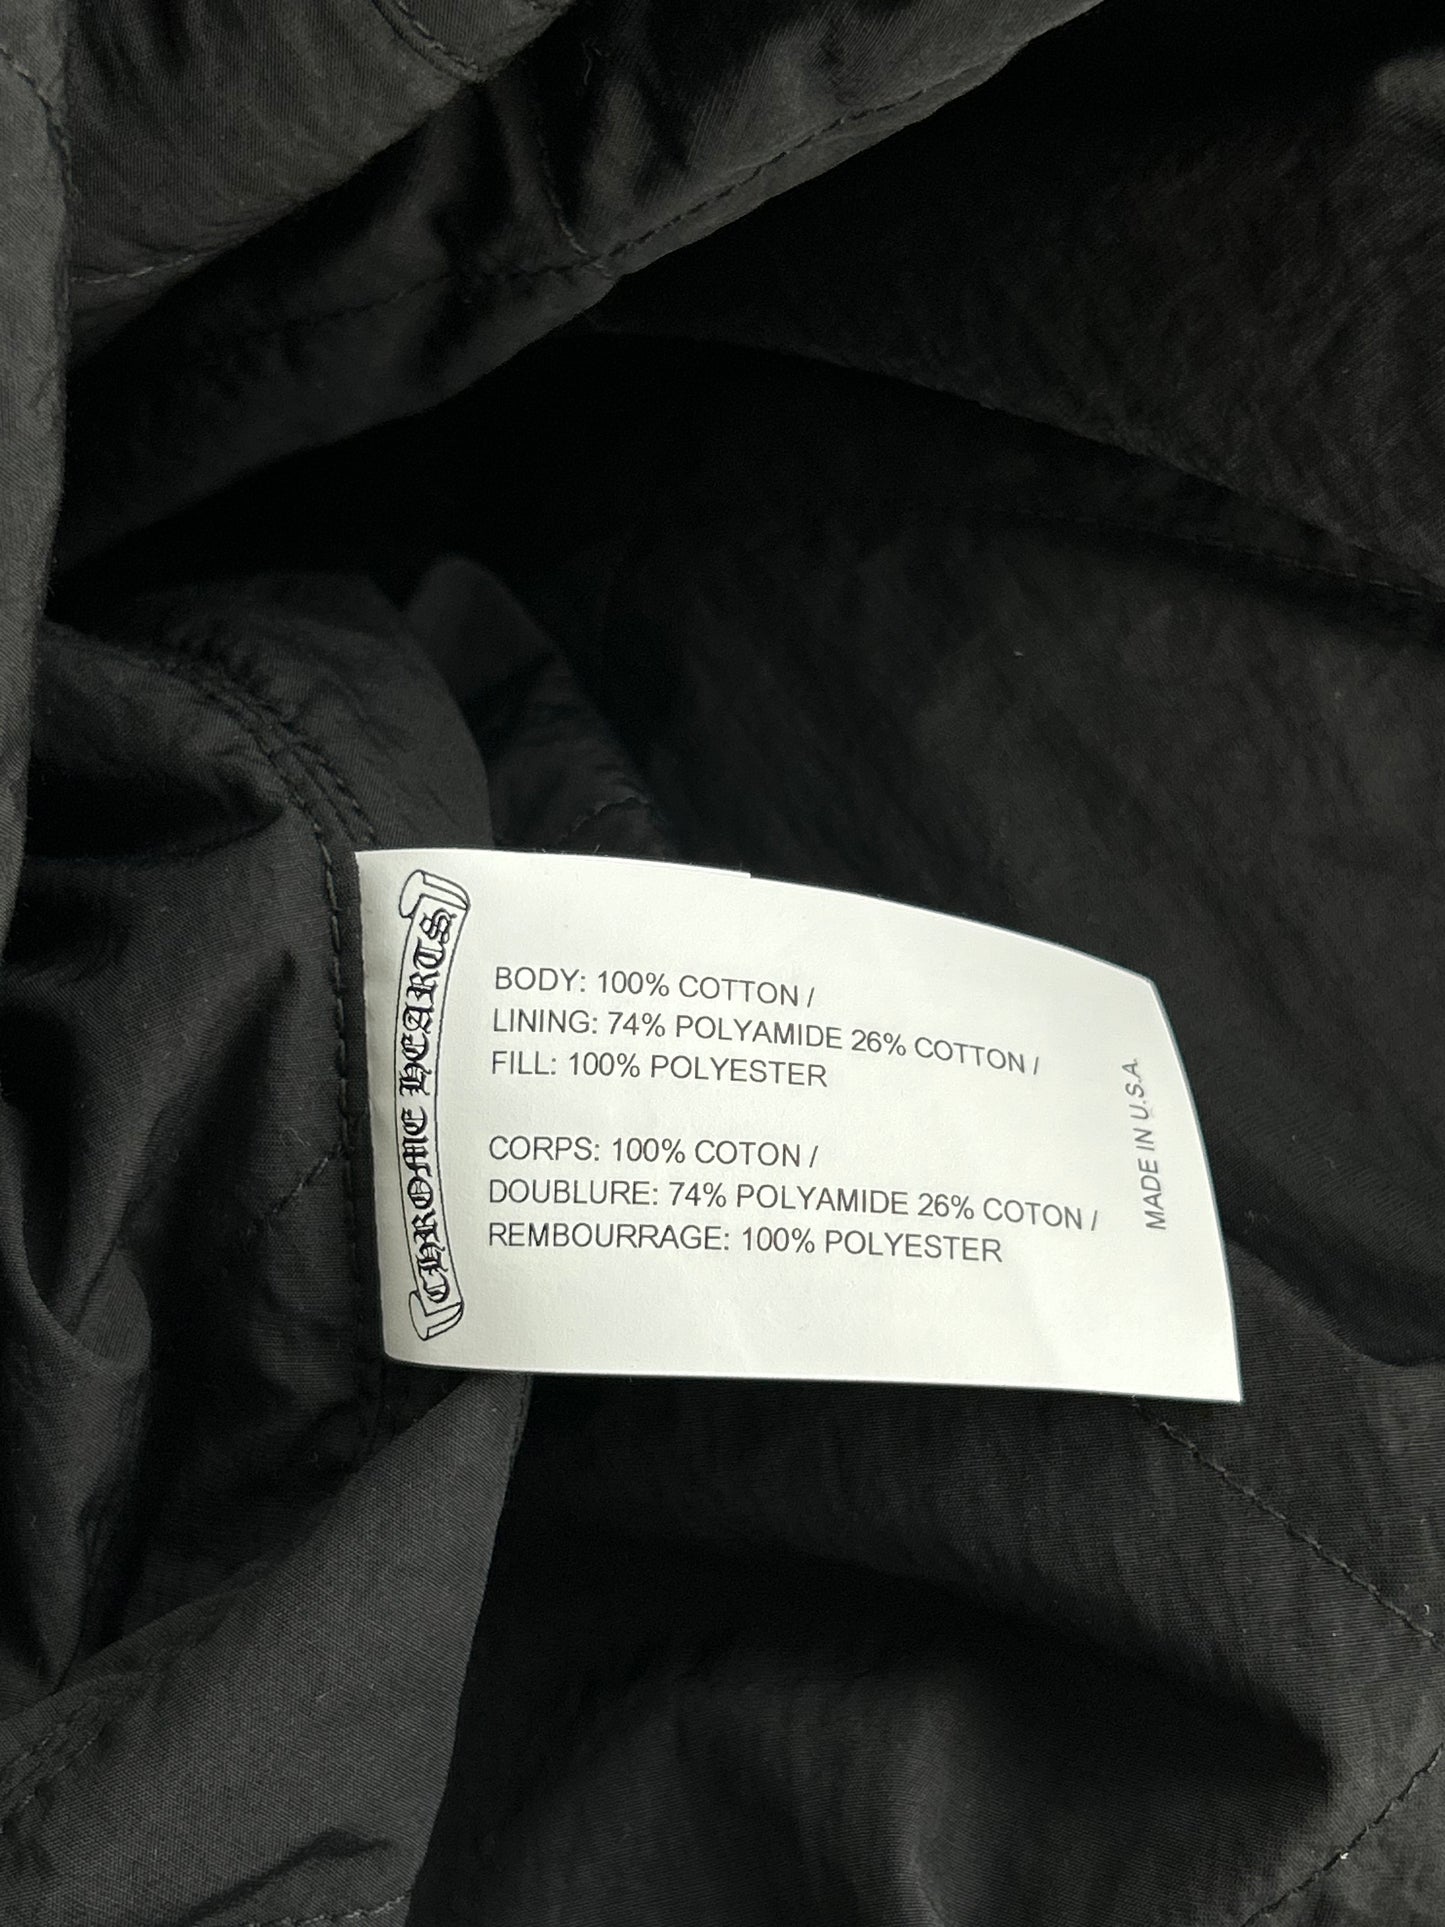 CHROME HEARTS
BODY: 100% COTTON /
LINING: 74% POLYAMIDE 26% COTTON /
FILL: 100% POLYESTER
CORPS: 100% COTON /
DOUBLURE: 74% POLYAMIDE 26% COTON /
REMBOURRAGE: 100% POLYESTER
MADE IN U.S.A.